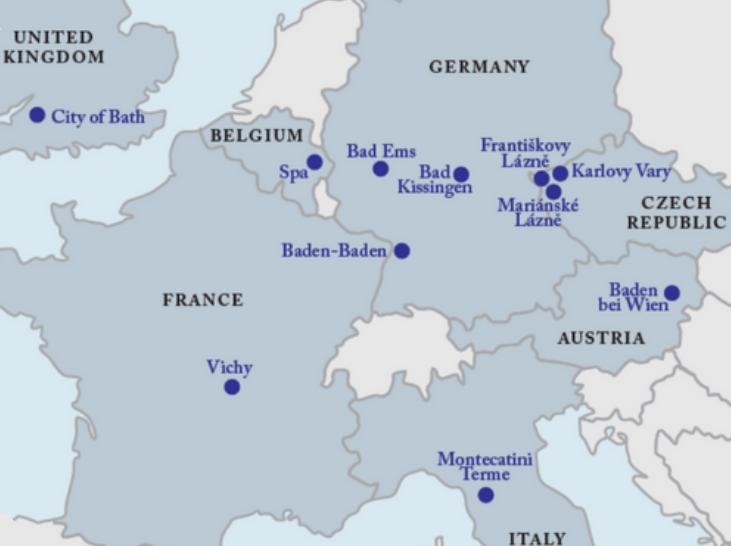 UNITED
KINGDOM
City of Bath
GERMANY
BELGIUM
Spa
Bad Ems
Bad
Kissingen
Františkovy
Lázně
Karlovy Vary
Mariánské
Lázně
CZECH
REPUBLIC
Baden-Baden
FRANCE
Baden
bei Wien
AUSTRIA
Vichy
Montecatini
Terme
ITALY